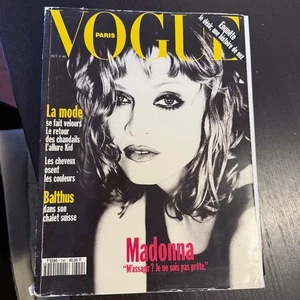 VOGUE
PARIS
Enquête
La mode
se fait velours
Le retour
des chandails
L'allure Kid
Les cheveux
osent
les couleurs
Balthus
dans son
chalet suisse
Madonna
"M'assagir? Je ne suis pas prête."